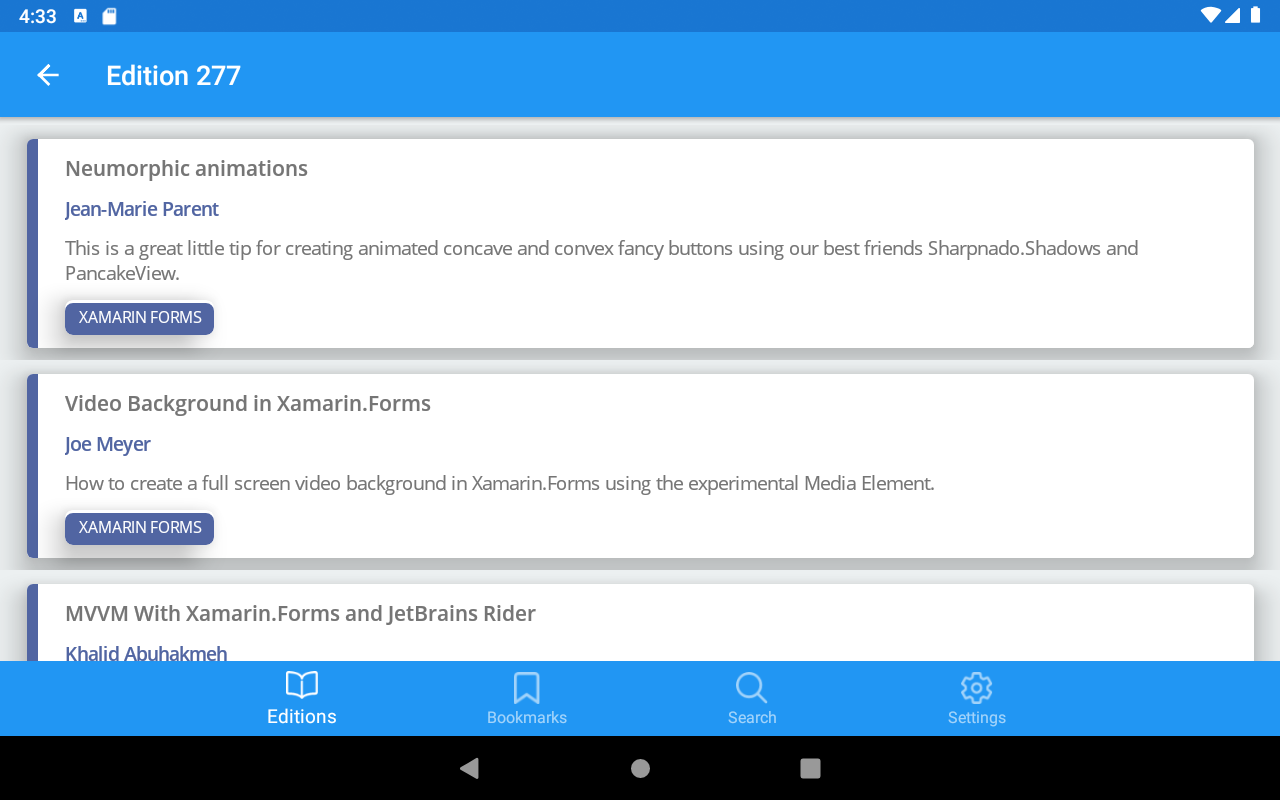 4:33
Edition 277
Neumorphic animations
Jean-Marie Parent
This is a great little tip for creating animated concave and convex fancy buttons using our best friends Sharpnado.Shadows and
PancakeView.
XAMARIN FORMS
Video Background in Xamarin.Forms
Joe Meyer
How to create a full screen video background in Xamarin.Forms using the experimental Media Element.
XAMARIN FORMS
MVVM With Xamarin.Forms and JetBrains Rider
Khalid Abuhakmeh
Editions
Bookmarks
Search
Settings